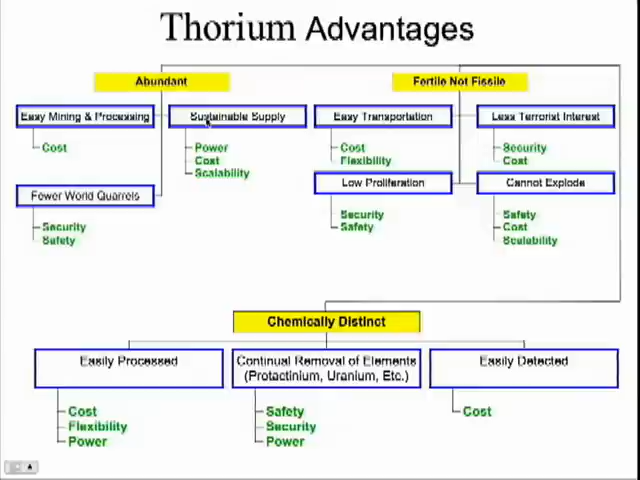 Thorium Advantages
Abundant
Easy Mining & Processing
Cost
Sustainable Supply
Power
Cost
Scalability
Fewer World Quarrels
Security
Safety
Fertile Not Fissile
Easy Transportation
Cost
Flexibility
Less Terrorist Interest
Security
Cost
Low Proliferation
Security
Safety
Cannot Explode
Safety
Cost
Scalability
Chemically Distinct
Easily Processed
Cost
Flexibility
Power
Continual Removal of Elements
(Protactinium, Uranium, Etc.)
Safety
Security
Power
Easily Detected
Cost